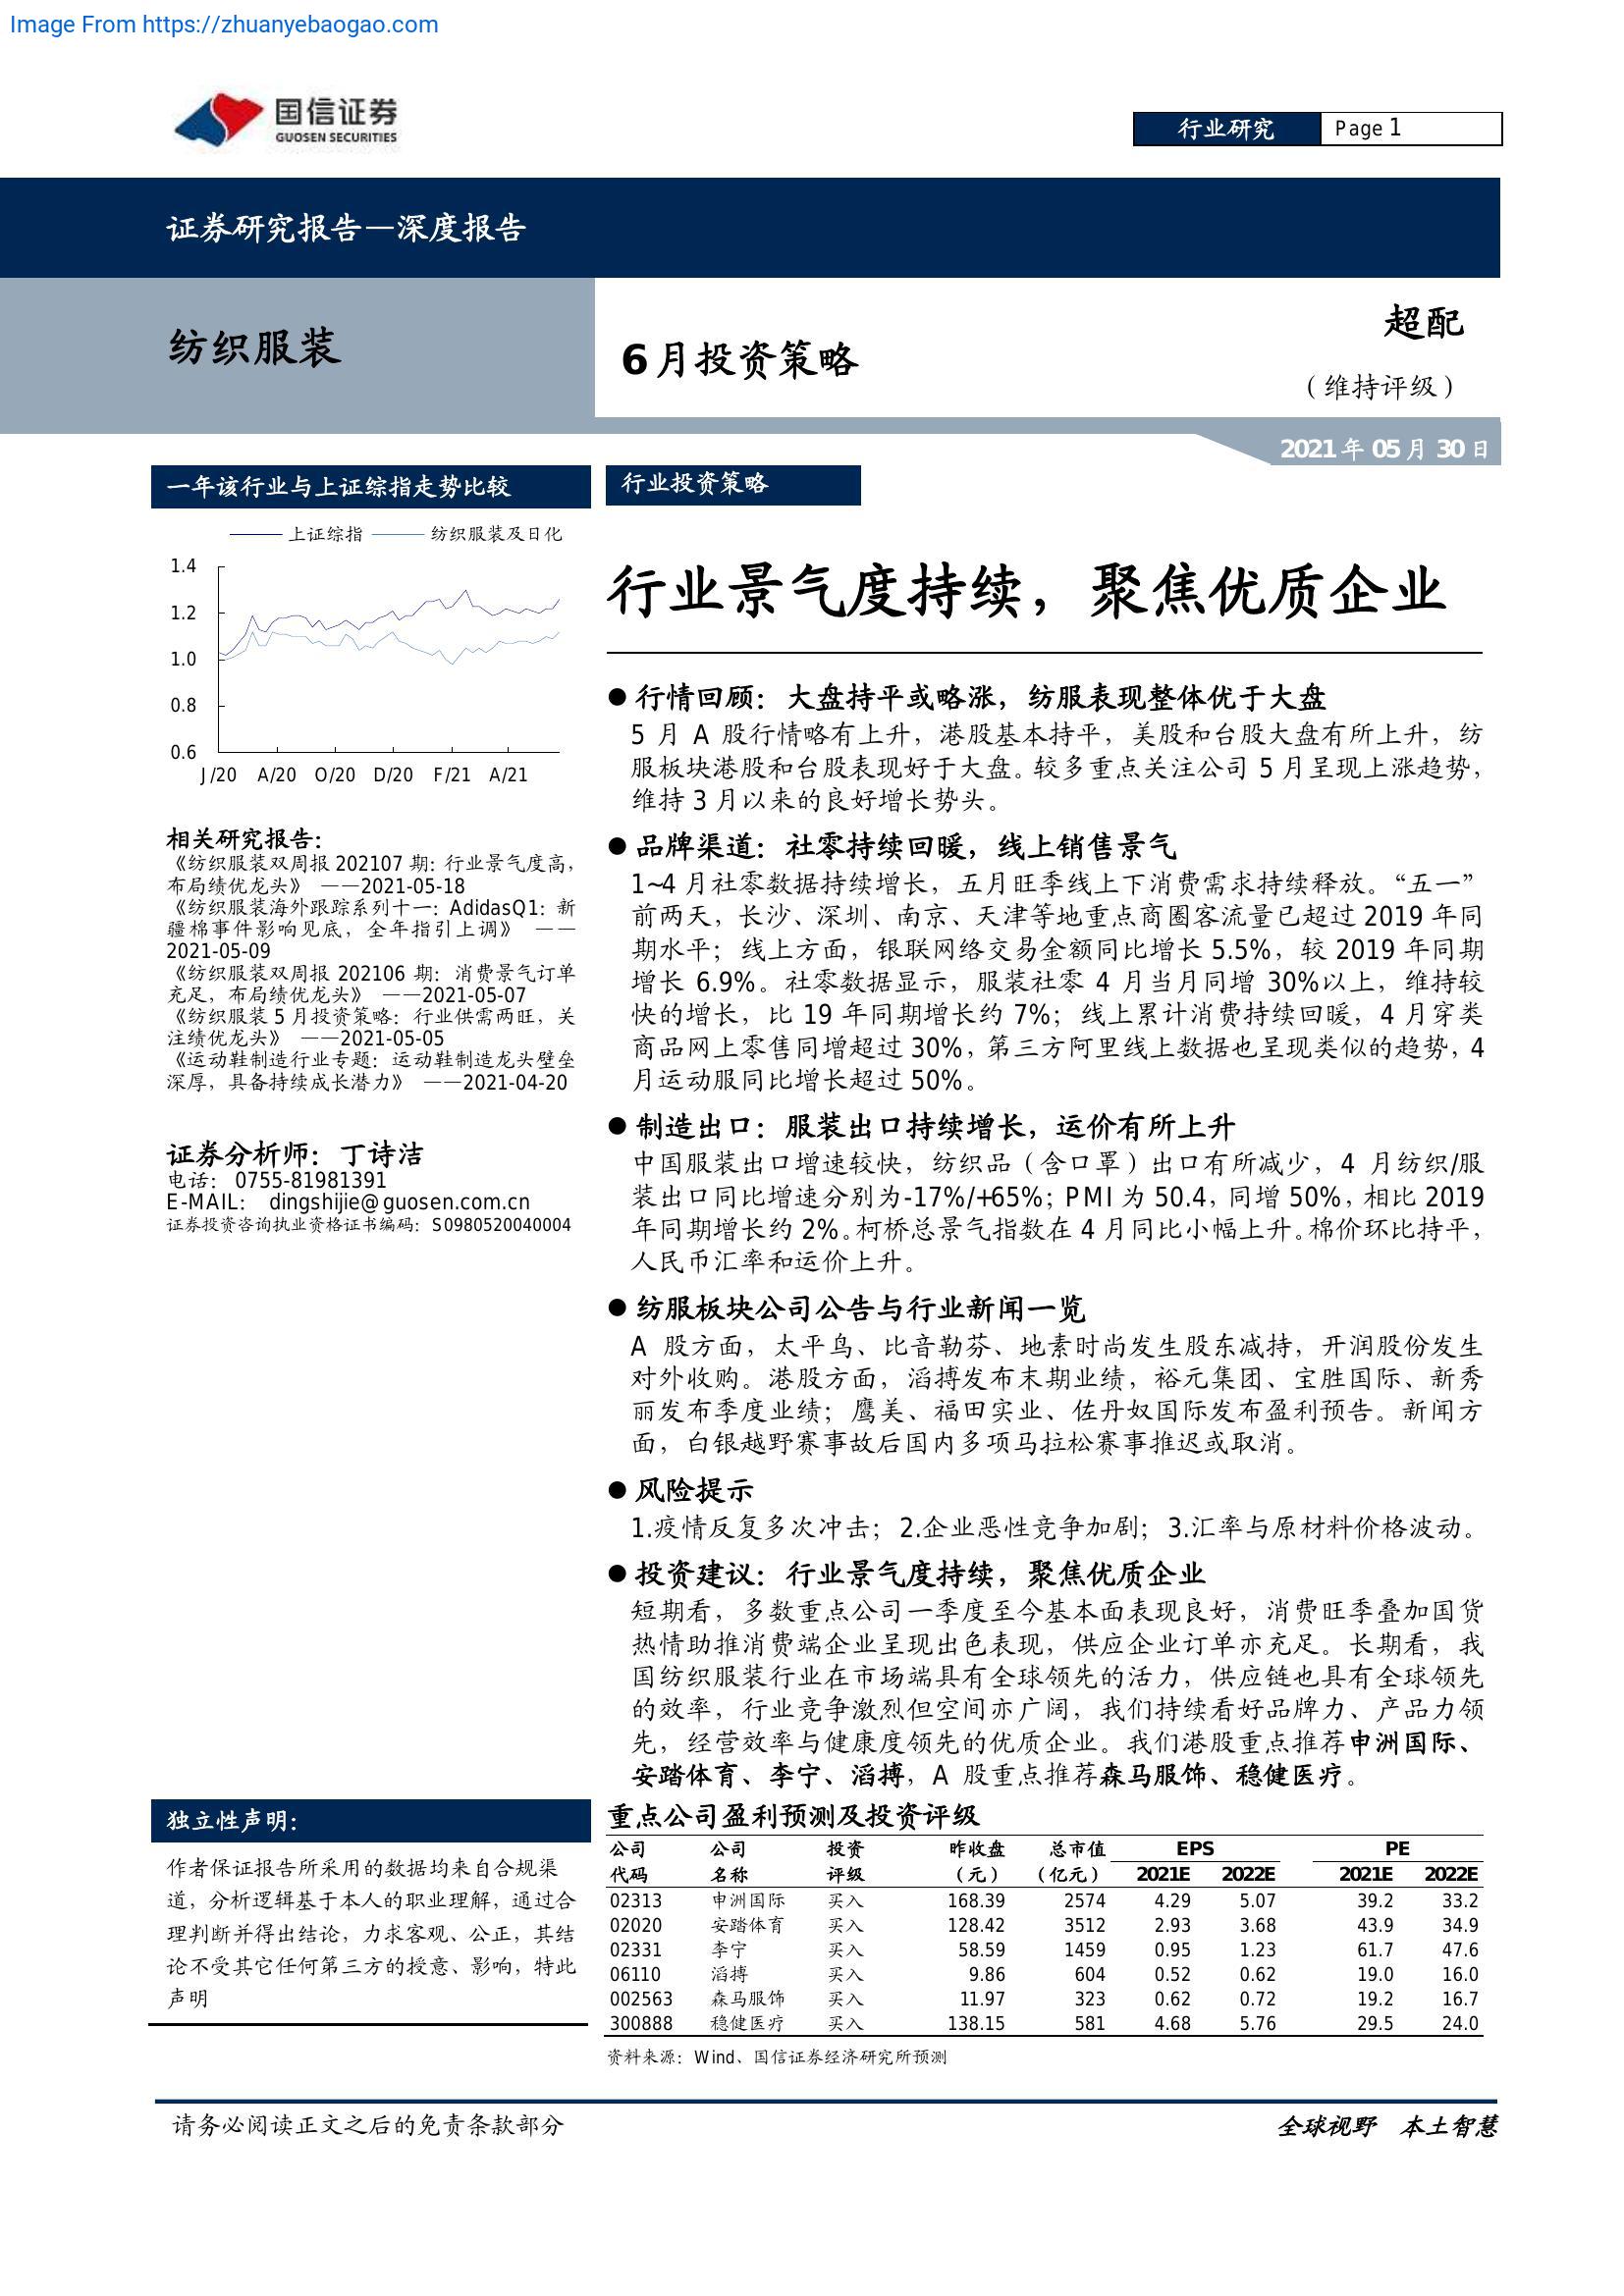 Image From https://zhuanyebaogao.com
国信证券
GUOSEN SECURITIES
行业研究
Page 1
证券研究报告—深度报告
纺织服装
6月投资策略
超配
（维持评级）
2021年 05月 30日
一年该行业与上证综指走势比较
上证综指 纺织服装及日化
1.4
1.2
1.0
0.8
0.6
J/20 A/20 O/20 D/20 F/21 A/21
相关研究报告：
《纺织服装双周报 202107 期：行业景气度高，
布局绩优龙头》 ——2021-05-18
《纺织服装海外跟踪系列十一：AdidasQ1：新
疆棉事件影响见底，全年指引上调》 ——
2021-05-09
《纺织服装双周报 202106 期：消费景气订单
充足，布局绩优龙头》 ——2021-05-07
《纺织服装 5 月投资策略：行业供需两旺，关
注绩优龙头》 ——2021-05-05
《运动鞋制造行业专题：运动鞋制造龙头壁垒
深厚，具备持续成长潜力》 ——2021-04-20
证券分析师：丁诗洁
电话： 0755-81981391
E-MAIL： dingshijie@guosen.com.cn
证券投资咨询执业资格证书编码：S0980520040004
行业投资策略
行业景气度持续，聚焦优质企业
● 行情回顾：大盘持平或略涨，纺服表现整体优于大盘
5 月 A 股行情略有上升，港股基本持平，美股和台股大盘有所上升，纺
服板块港股和台股表现好于大盘。较多重点关注公司 5 月呈现上涨趋势，
维持 3 月以来的良好增长势头。
● 品牌渠道：社零持续回暖，线上销售景气
1~4 月社零数据持续增长，五月旺季线上下消费需求持续释放。“五一”
前两天，长沙、深圳、南京、天津等地重点商圈客流量已超过 2019 年同
期水平；线上方面，银联网络交易金额同比增长 5.5%，较 2019 年同期
增长 6.9%。社零数据显示，服装社零 4 月当月同增 30%以上，维持较
快的增长，比 19 年同期增长约 7%；线上累计消费持续回暖，4 月穿类
商品网上零售同增超过 30%，第三方阿里线上数据也呈现类似的趋势，4
月运动服同比增长超过 50%。
● 制造出口：服装出口持续增长，运价有所上升
中国服装出口增速较快，纺织品（含口罩）出口有所减少，4 月纺织/服
装出口同比增速分别为-17%/+65%；PMI 为 50.4，同增 50%，相比 2019
年同期增长约 2%。柯桥总景气指数在 4 月同比小幅上升。棉价环比持平，
人民币汇率和运价上升。
● 纺服板块公司公告与行业新闻一览
A 股方面，太平鸟、比音勒芬、地素时尚发生股东减持，开润股份发生
对外收购。港股方面，滔搏发布末期业绩，裕元集团、宝胜国际、新秀
丽发布季度业绩；鹰美、福田实业、佐丹奴国际发布盈利预告。新闻方
面，白银越野赛事故后国内多项马拉松赛事推迟或取消。
● 风险提示
1.疫情反复多次冲击；2.企业恶性竞争加剧；3.汇率与原材料价格波动。
● 投资建议：行业景气度持续，聚焦优质企业
短期看，多数重点公司一季度至今基本面表现良好，消费旺季叠加国货
热情助推消费端企业呈现出色表现，供应企业订单亦充足。长期看，我
国纺织服装行业在市场端具有全球领先的活力，供应链也具有全球领先
的效率，行业竞争激烈但空间亦广阔，我们持续看好品牌力、产品力领
先，经营效率与健康度领先的优质企业。我们港股重点推荐申洲国际、
安踏体育、李宁、滔搏，A 股重点推荐森马服饰、稳健医疗。
独立性声明：
作者保证报告所采用的数据均来自合规渠
道，分析逻辑基于本人的职业理解，通过合
理判断并得出结论，力求客观、公正，其结
论不受其它任何第三方的授意、影响，特此
声明
重点公司盈利预测及投资评级
公司 公司 投资 昨收盘 总市值 EPS PE
代码 名称 评级 （元） （亿元） 2021E 2022E 2021E 2022E
02313 申洲国际 买入 168.39 2574 4.29 5.07 39.2 33.2
02020 安踏体育 买入 128.42 3512 2.93 3.68 43.9 34.9
02331 李宁 买入 58.59 1459 0.95 1.23 61.7 47.6
06110 滔搏 买入 9.86 604 0.52 0.62 19.0 16.0
002563 森马服饰 买入 11.97 323 0.62 0.72 19.2 16.7
300888 稳健医疗 买入 138.15 581 4.68 5.76 29.5 24.0
资料来源：Wind、国信证券经济研究所预测
请务必阅读正文之后的免责条款部分
全球视野 本土智慧